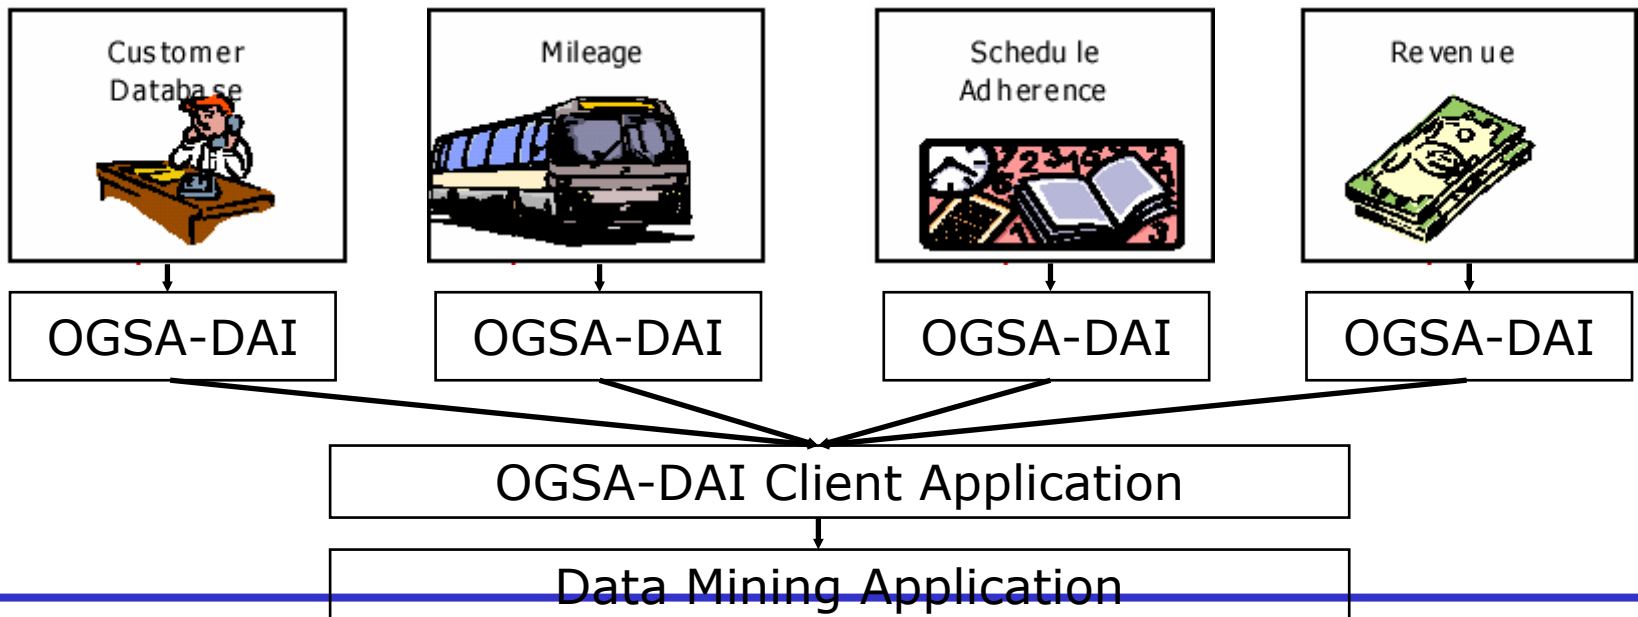 Customer
Database
Mileage
Schedule
Adherence
Revenue
OGSA-DAI
OGSA-DAI
OGSA-DAI
OGSA-DAI
OGSA-DAI Client Application
Data Mining Application